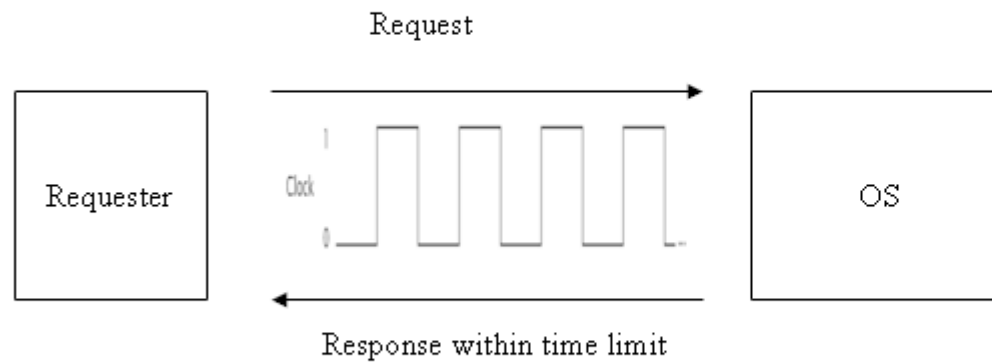 Request
1
Requester
Clock
OS
0
Response within time limit